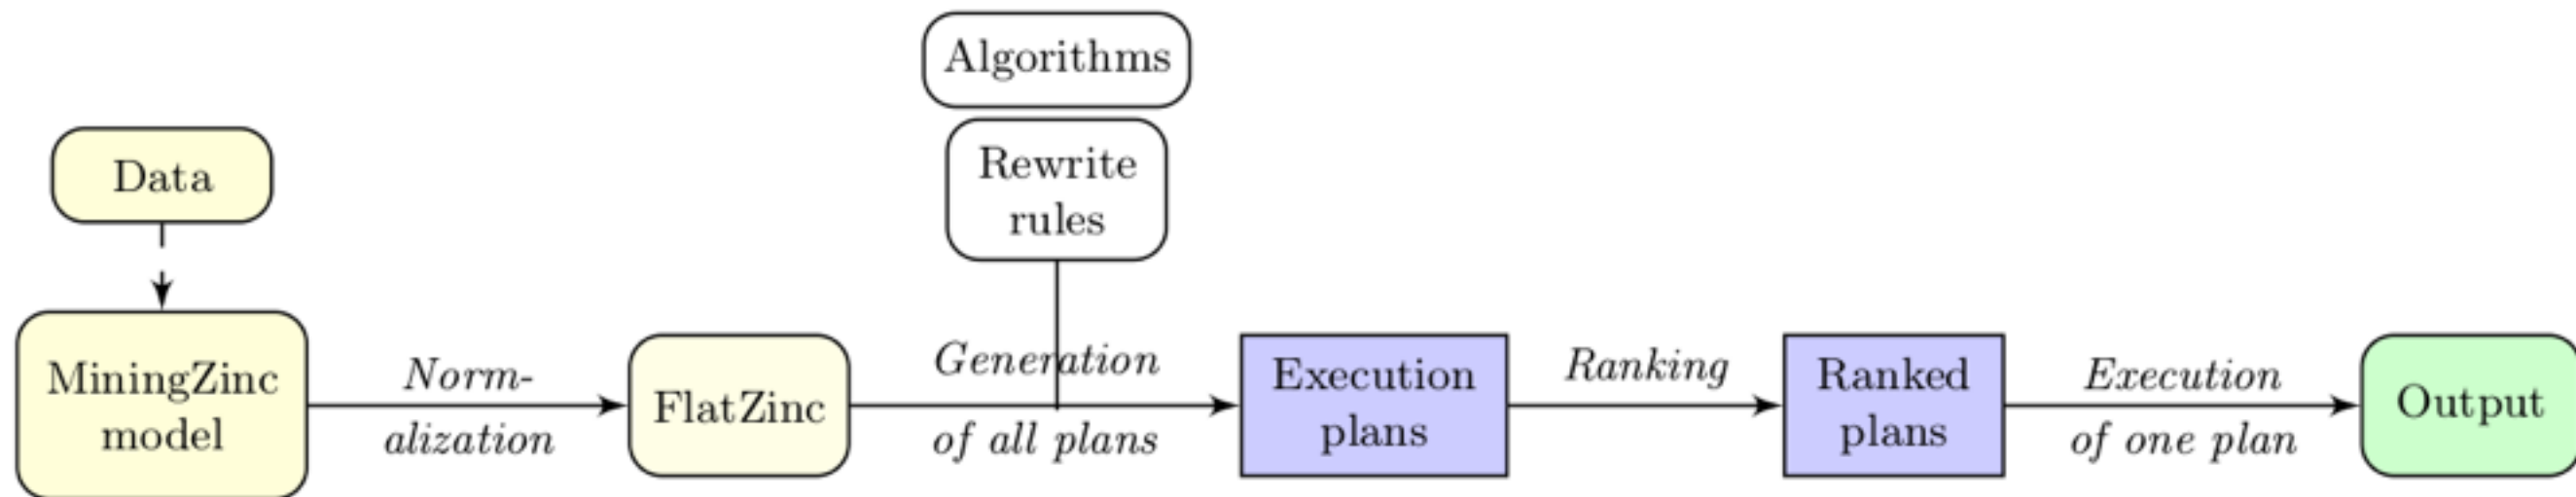 Algorithms
Rewrite
rules
Data
MiningZinc
model
Norm-
alization
FlatZinc
Generation
of all plans
Execution
plans
Ranking
Ranked
plans
Execution
of one plan
Output